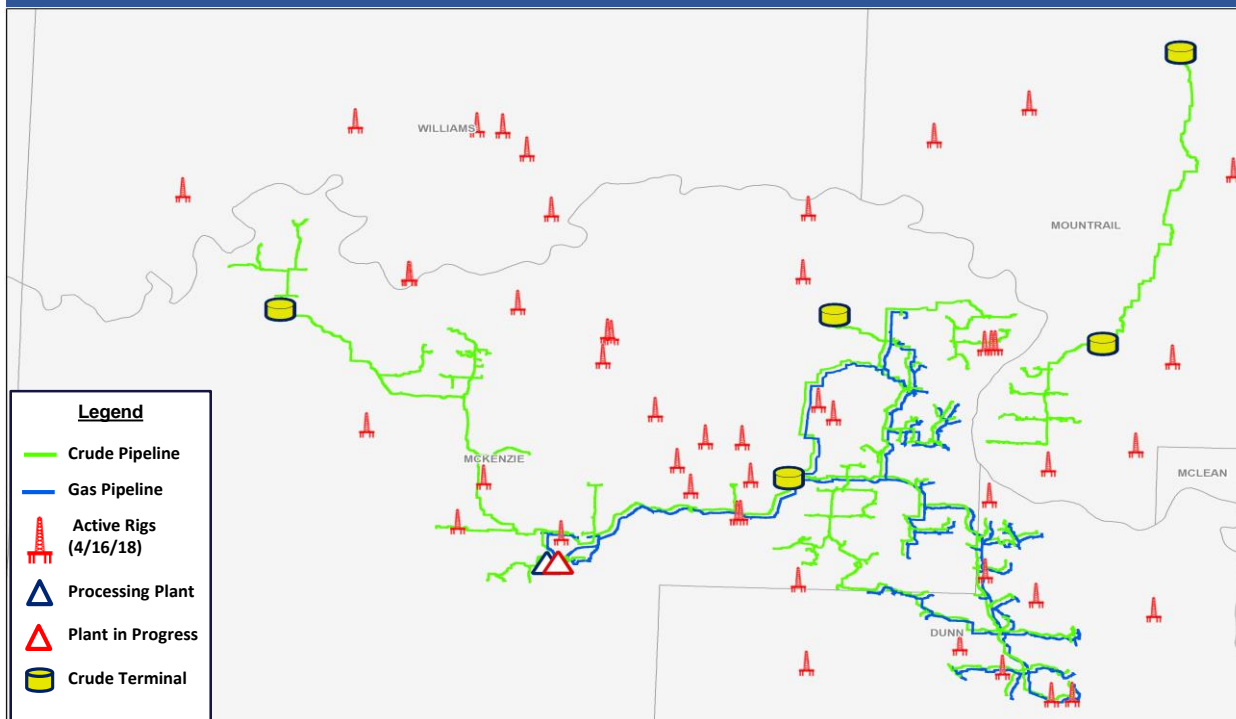 WILLIAMS
MOUNTRAIL
Legend
Crude Pipeline
MCKENZIE
Gas Pipeline
MCLEAN
Active Rigs
(4/16/18)
Processing Plant
Plant in Progress
DUNN
Crude Terminal